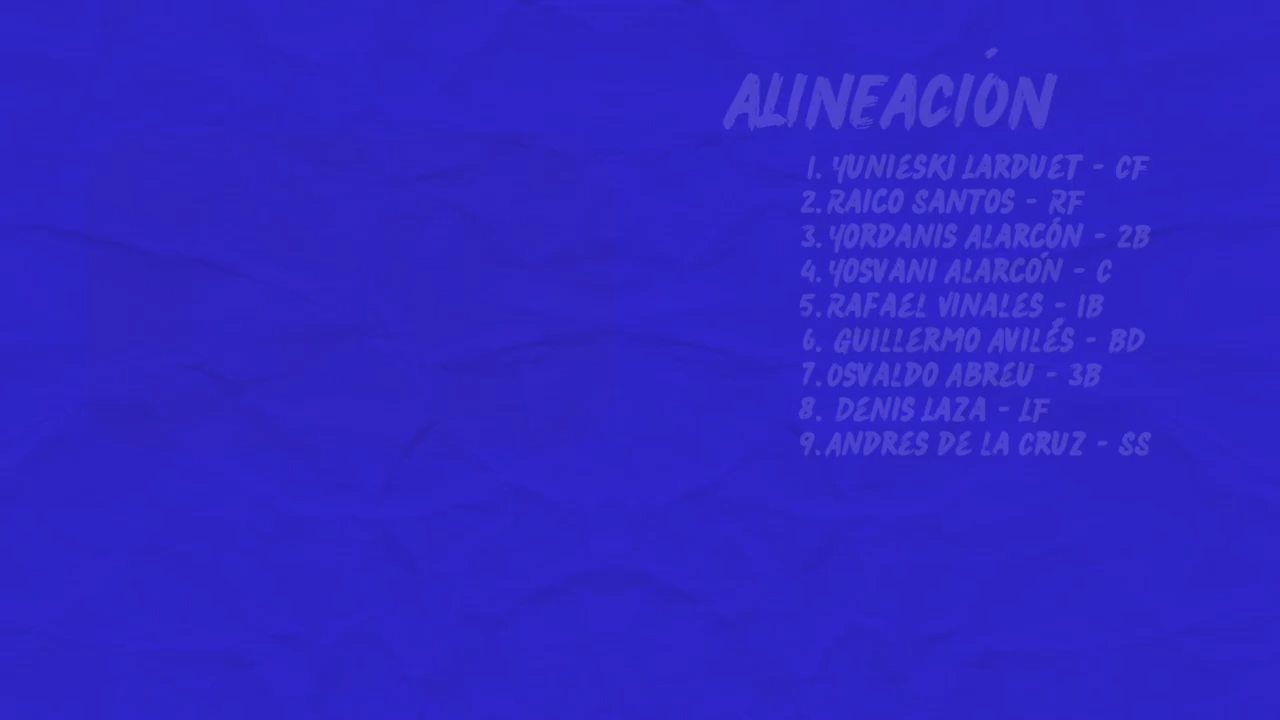 ALINEACIÓN
1. YUNIESKI LARDUET - CF
2. RAICO SANTOS - RF
3. YORDANIS ALARCÓN - 2B
4. YOSVANI ALARCÓN - C
5. RAFAEL VINALES - 1B
6. GUILLERMO AVILÉS - BD
7. OSVALDO ABREU - 3B
8. DENIS LAZA - LF
9. ANDRES DE LA CRUZ - SS